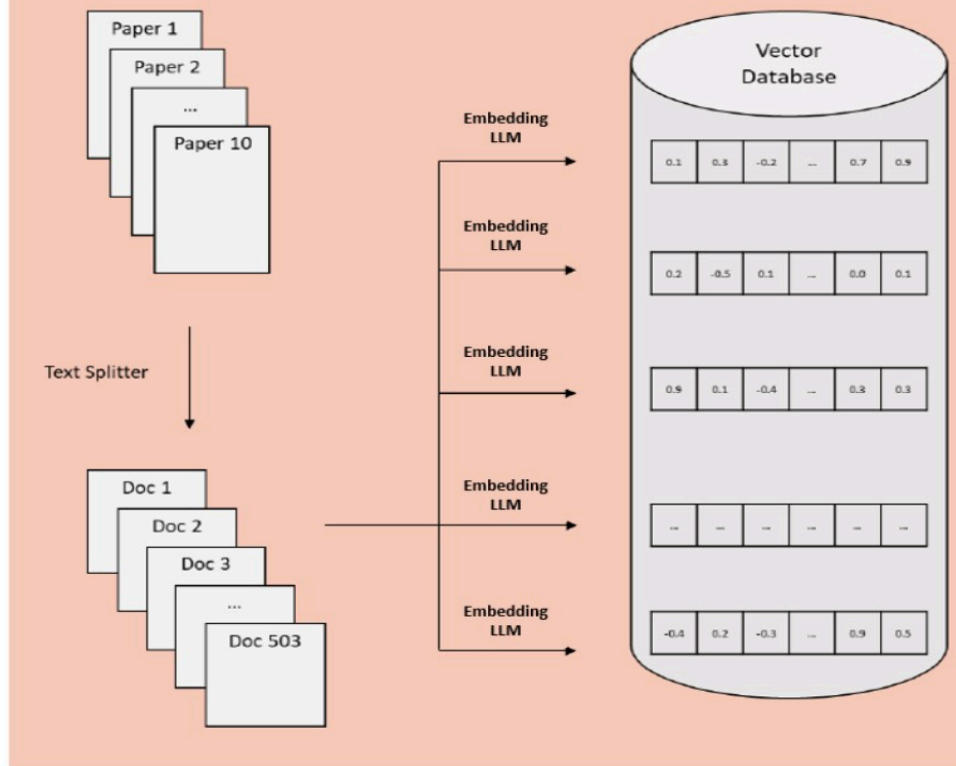 Paper 1
Paper 2
...
Paper 10
Text Splitter
Doc 1
Doc 2
Doc 3
...
Doc 503
Embedding
LLM
Embedding
LLM
Embedding
LLM
Embedding
LLM
Embedding
LLM
Vector
Database
0.1 0.3 -0.2 ... 0.7 0.9
0.2 -0.5 0.1 ... 0.0 0.1
0.9 0.1 -0.4 ... 0.3 0.3
... ... ... ... ... ...
-0.4 0.2 -0.3 ... 0.9 0.5